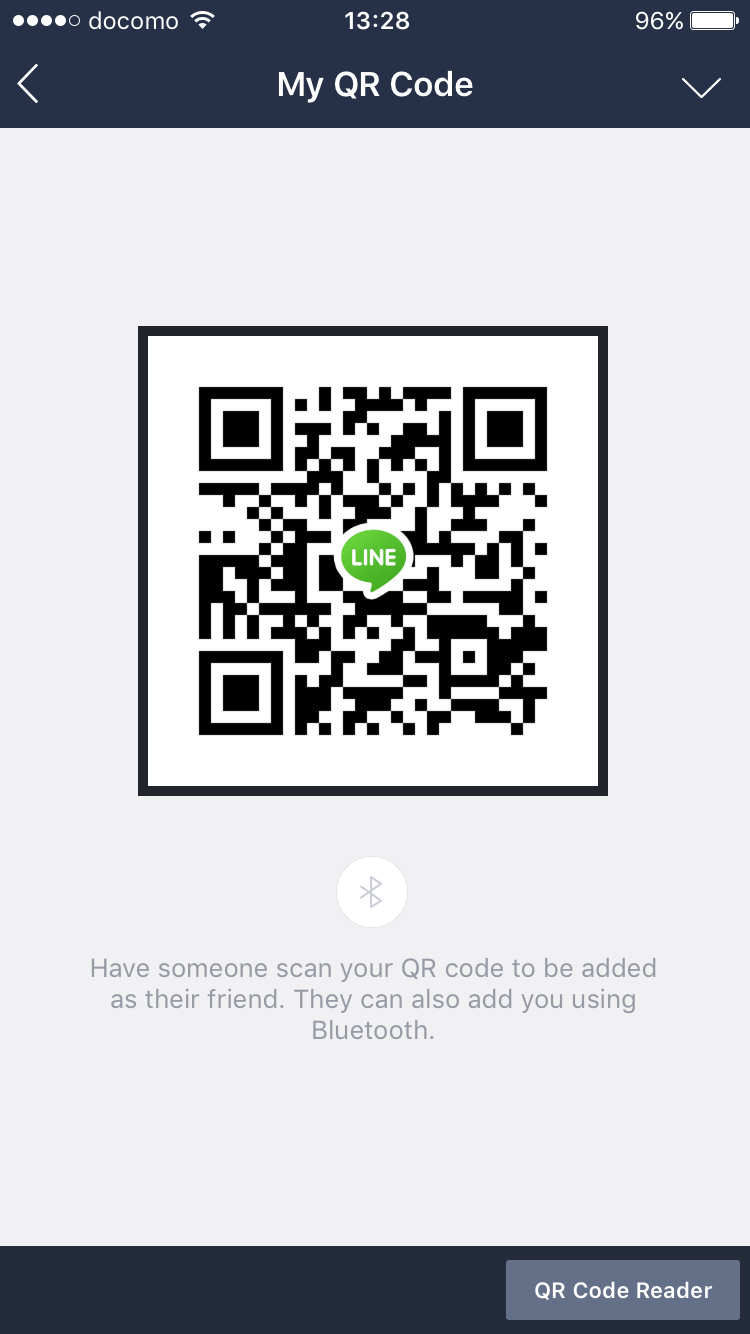 docomo 13:28 96%
My QR Code
LINE
Have someone scan your QR code to be added
as their friend. They can also add you using
Bluetooth.
QR Code Reader